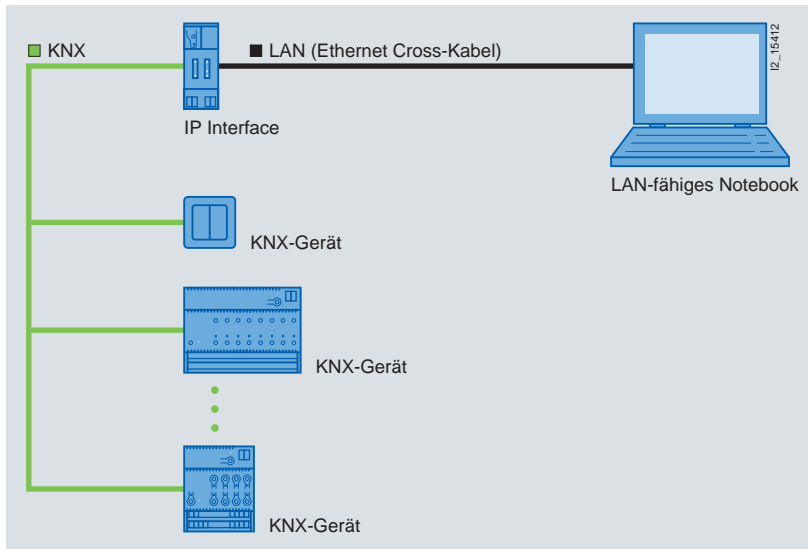 KNX
LAN (Ethernet Cross-Kabel)
I2_15412
IP Interface
LAN-fähiges Notebook
KNX-Gerät
KNX-Gerät
KNX-Gerät